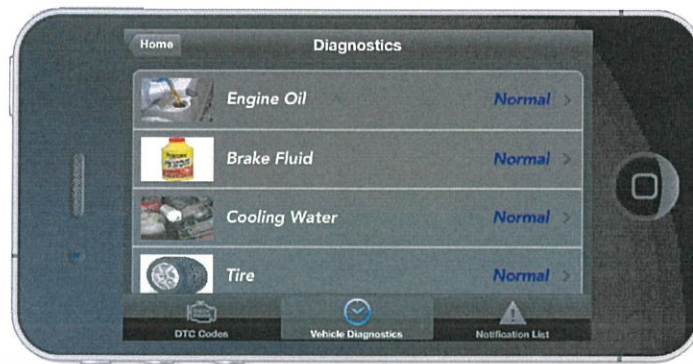 Home
Diagnostics
Engine Oil Normal
Brake Fluid Normal
Cooling Water Normal
Tire Normal
DTC Codes
Vehicle Diagnostics
Notification List